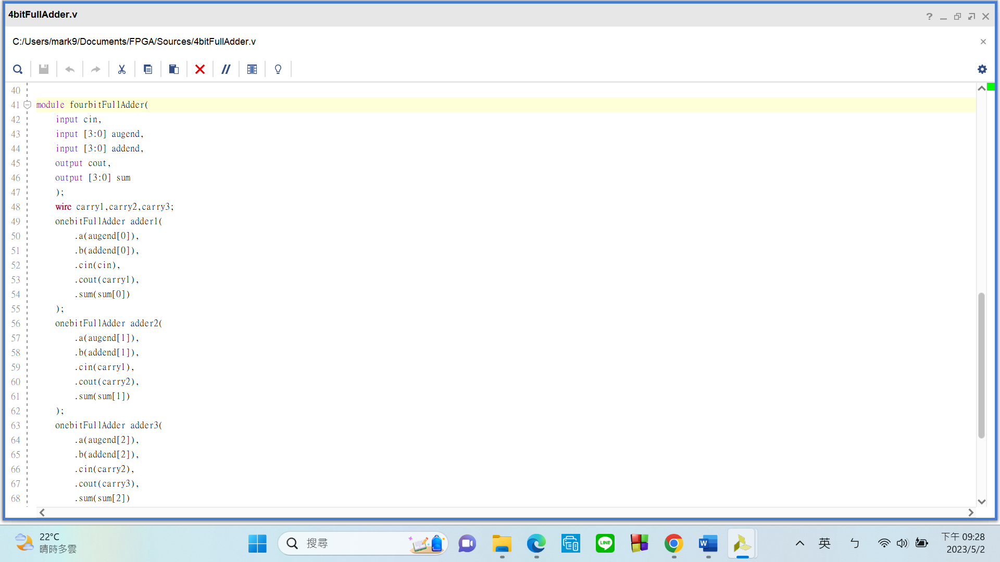 4bitFullAdder.v
C:/Users/mark9/Documents/FPGA/Sources/4bitFullAdder.v
40
41 module fourbitFullAdder(
42 input cin,
43 input [3:0] augend,
44 input [3:0] addend,
45 output cout,
46 output [3:0] sum
47 );
48 wire carry1,carry2,carry3;
49 onebitFullAdder adder1(
50 .a(augend[0]),
51 .b(addend[0]),
52 .cin(cin),
53 .cout(carry1),
54 .sum(sum[0])
55 );
56 onebitFullAdder adder2(
57 .a(augend[1]),
58 .b(addend[1]),
59 .cin(carry1),
60 .cout(carry2),
61 .sum(sum[1])
62 );
63 onebitFullAdder adder3(
64 .a(augend[2]),
65 .b(addend[2]),
66 .cin(carry2),
67 .cout(carry3),
68 .sum(sum[2])
22°C
晴時多雲
搜尋
LINE
W
英
ㄅ
下午 09:28
2023/5/2